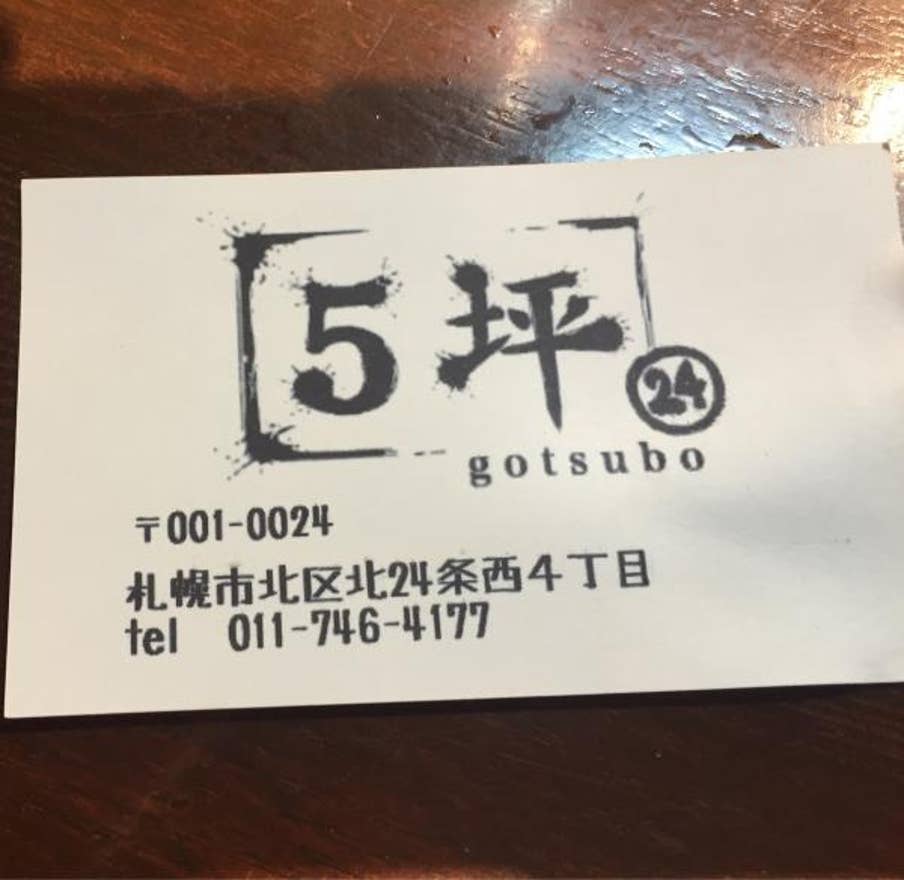 5坪
24
gotsubo
〒001-0024
札幌市北区北24条西4丁目
tel 011-746-4177